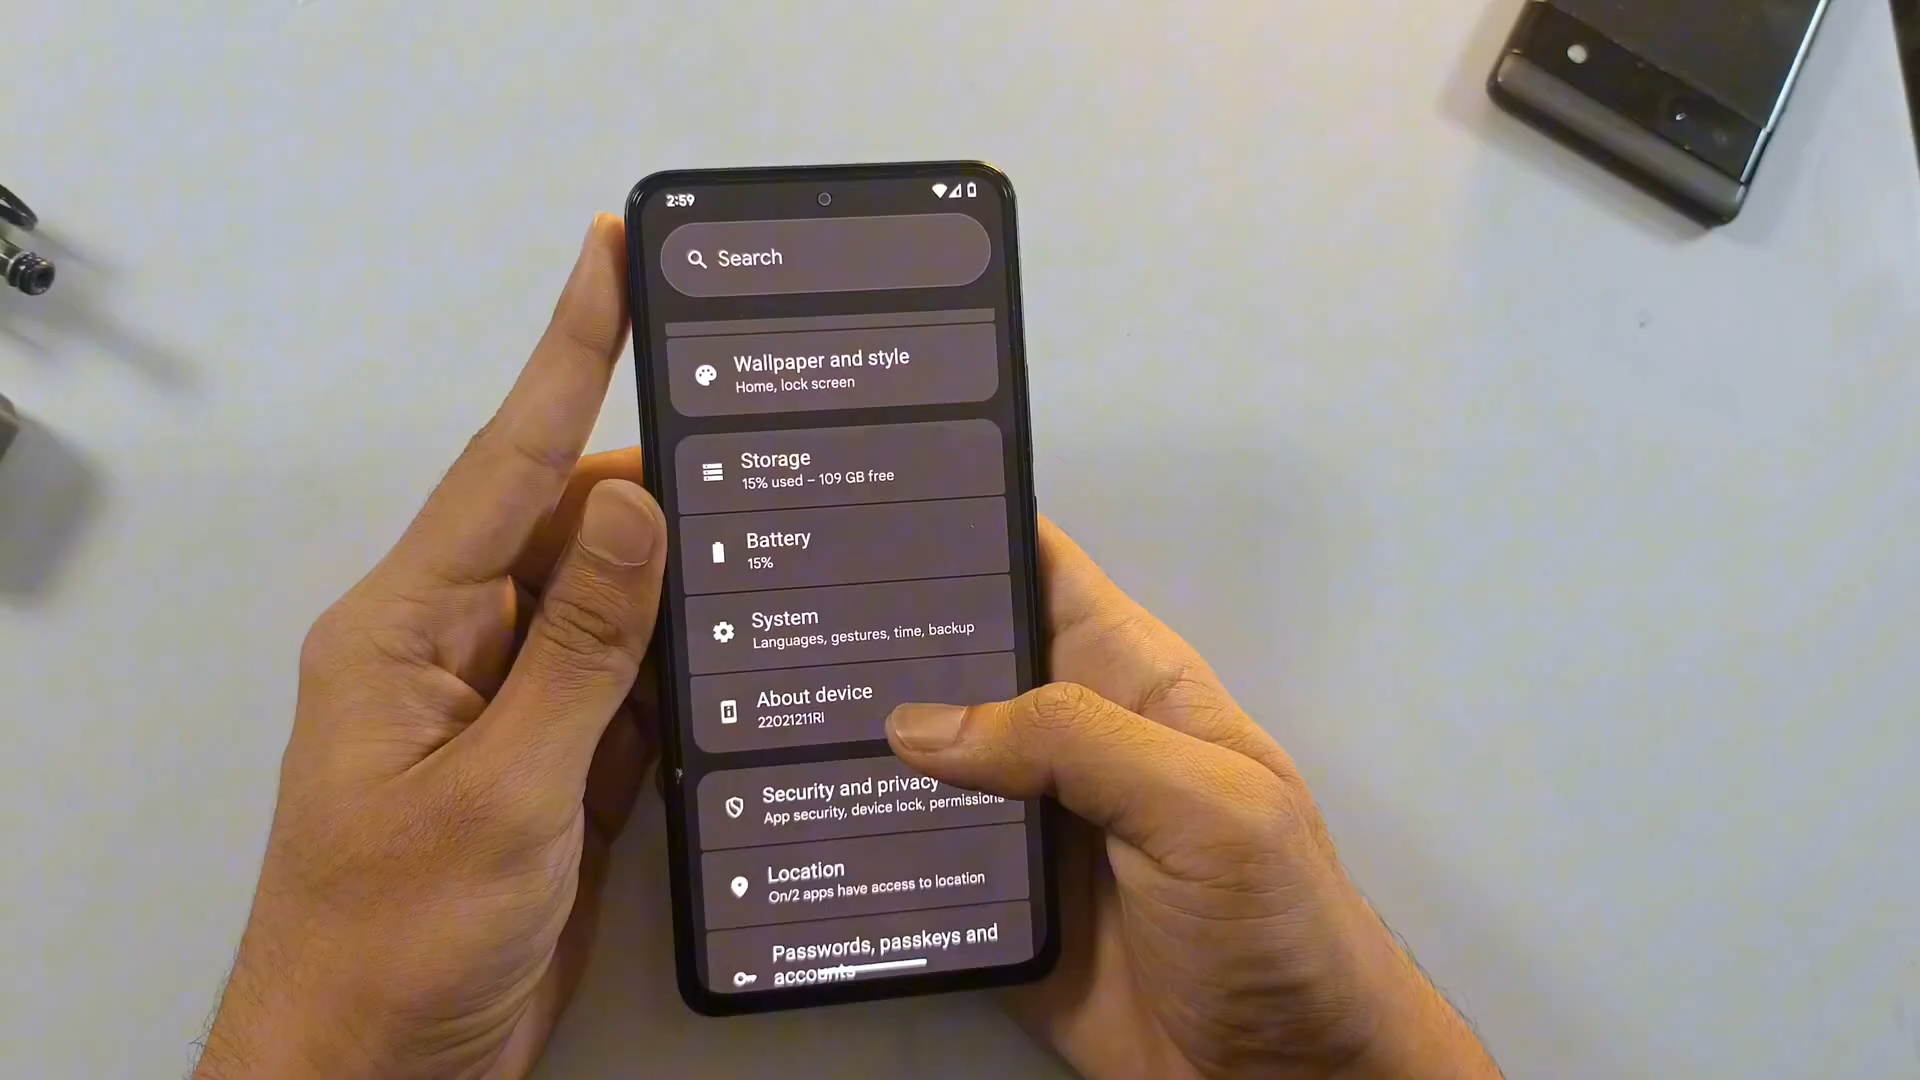 2:59
Search
Wallpaper and style
Home, lock screen
Storage
15% used – 109 GB free
Battery
15%
System
Languages, gestures, time, backup
About device
22021211RI
Security and privacy
App security, device lock, permissions
Location
On/2 apps have access to location
Passwords, passkeys and
accounts